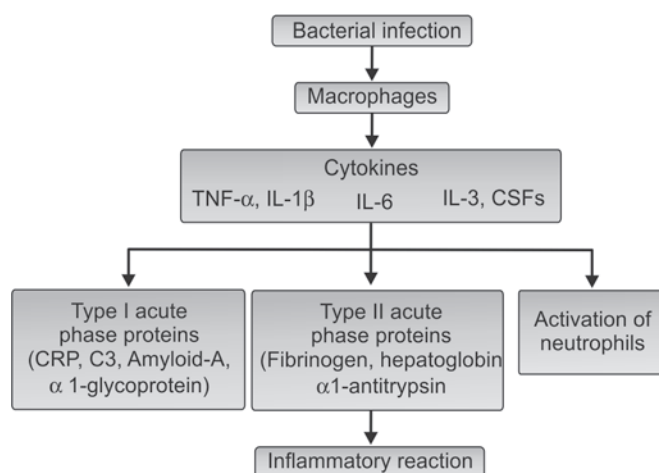 Bacterial infection
Macrophages
Cytokines
TNF-α, IL-1β IL-6 IL-3, CSFs
Type I acute
phase proteins
(CRP, C3, Amyloid-A,
α 1-glycoprotein)
Type II acute
phase proteins
(Fibrinogen, hepatoglobin
α1-antitrypsin
Activation of
neutrophils
Inflammatory reaction